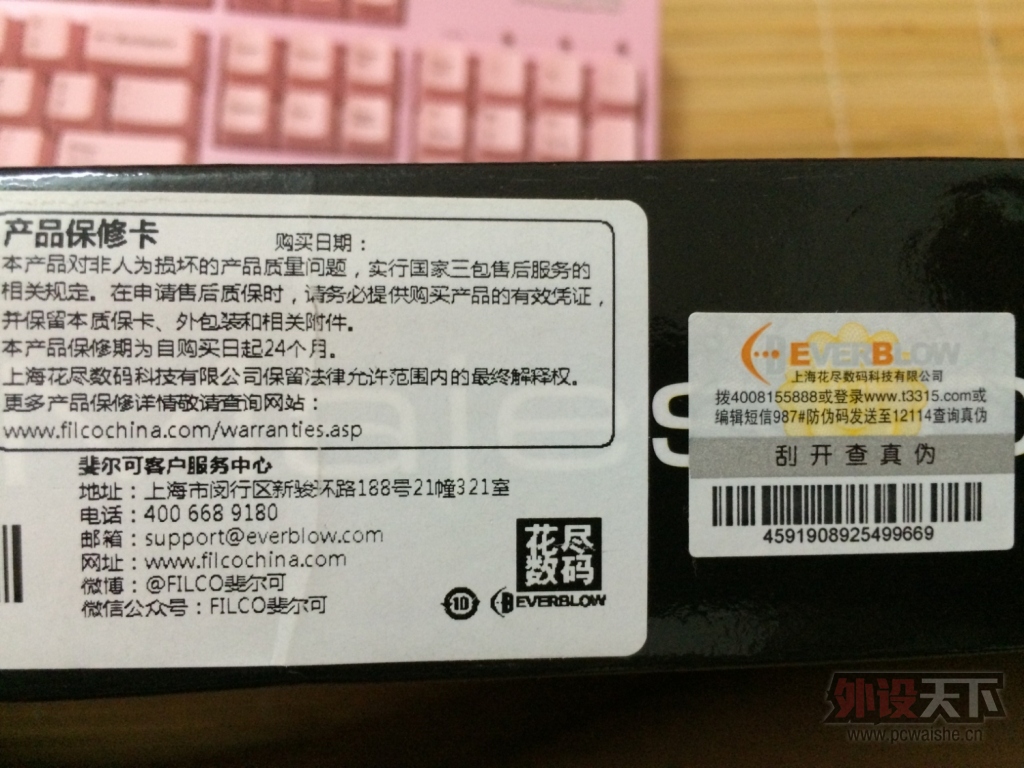 产品保修卡 购买日期：
本产品对非人为损坏的产品质量问题，实行国家三包售后服务的
相关规定。在申请售后质保时，请务必提供购买产品的有效凭证，
并保留本质保卡、外包装和相关附件。
本产品保修期为自购买日起24个月。
上海花尽数码科技有限公司保留法律允许范围内的最终解释权。
更多产品保修详情敬请查询网站：
www.filcochina.com/warranties.asp
斐尔可客户服务中心
地址：上海市闵行区新骏环路188号21幢321室
电话：400 668 9180
邮箱：support@everblow.com
网址：www.filcochina.com
微博：@FILCO斐尔可
微信公众号：FILCO斐尔可
花尽
数码
10
EVERBLOW
EVERBLOW
上海花尽数码科技有限公司
拨4008155888或登录www.t3315.com或
编辑短信987#防伪码发送至12114查询真伪
刮开查真伪
4591908925499669
外设天下
www.pcwaishe.cn